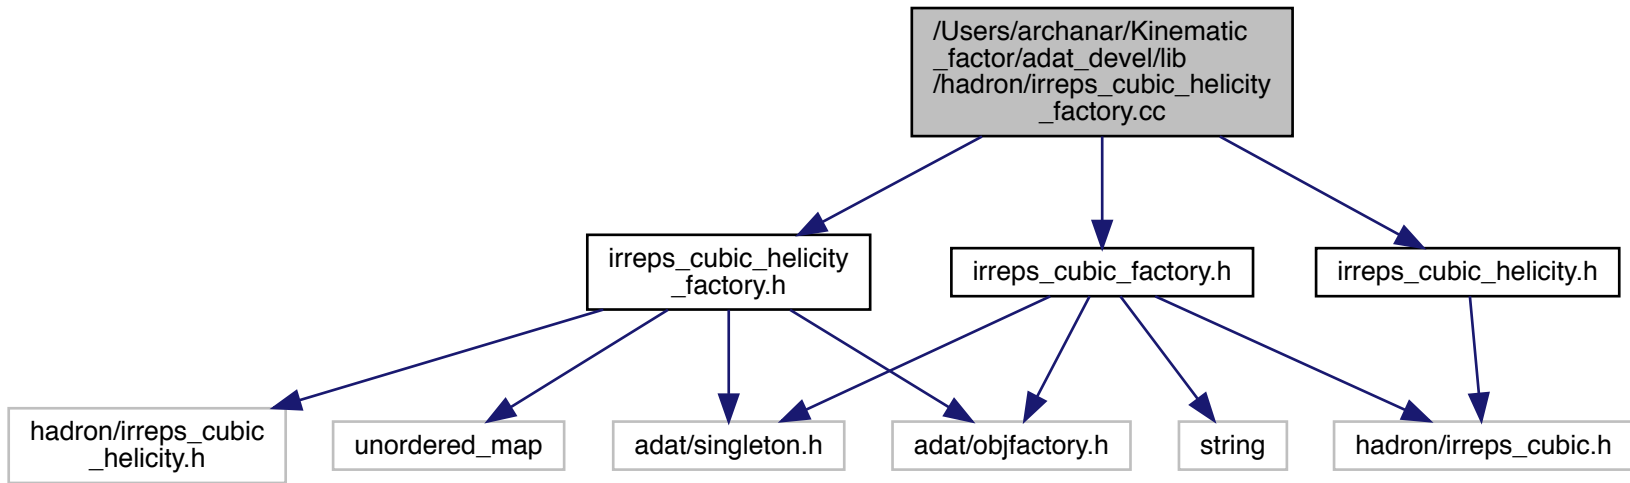 /Users/archanar/Kinematic
_factor/adat_devel/lib
/hadron/irreps_cubic_helicity
_factory.cc
irreps_cubic_helicity
_factory.h
irreps_cubic_factory.h
irreps_cubic_helicity.h
hadron/irreps_cubic
_helicity.h
unordered_map
adat/singleton.h
adat/objfactory.h
string
hadron/irreps_cubic.h